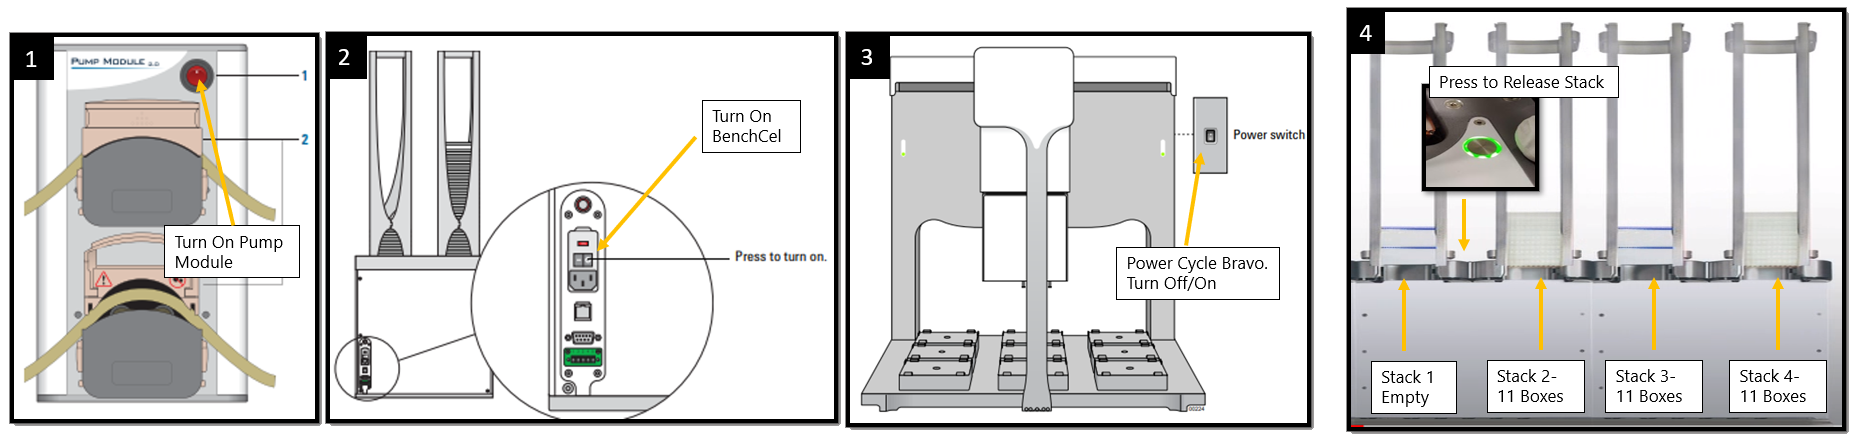 1
PUMP MODULE 2.0
1
2
Turn On Pump
Module
2
Turn On
BenchCel
Press to turn on.
3
Power switch
Power Cycle Bravo.
Turn Off/On
00224
4
Press to Release Stack
Stack 1
Empty
Stack 2-
11 Boxes
Stack 3-
11 Boxes
Stack 4-
11 Boxes